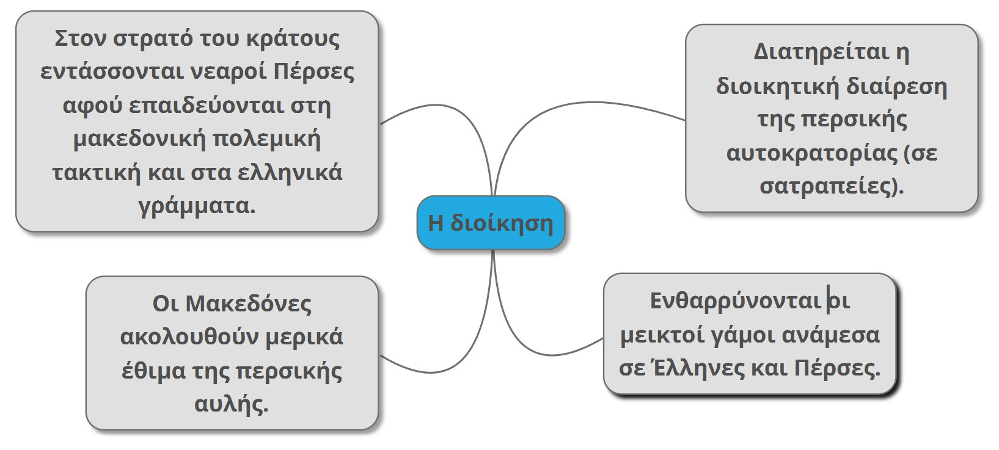 Στον στρατό του κράτους
εντάσσονται νεαροί Πέρσες
αφού επαιδεύονται στη
μακεδονική πολεμική
τακτική και στα ελληνικά
γράμματα.
Διατηρείται η
διοικητική διαίρεση
της περσικής
αυτοκρατορίας (σε
σατραπείες).
Η διοίκηση
Οι Μακεδόνες
ακολουθούν μερικά
έθιμα της περσικής
αυλής.
Ενθαρρύνονται οι
μεικτοί γάμοι ανάμεσα
σε Έλληνες και Πέρσες.